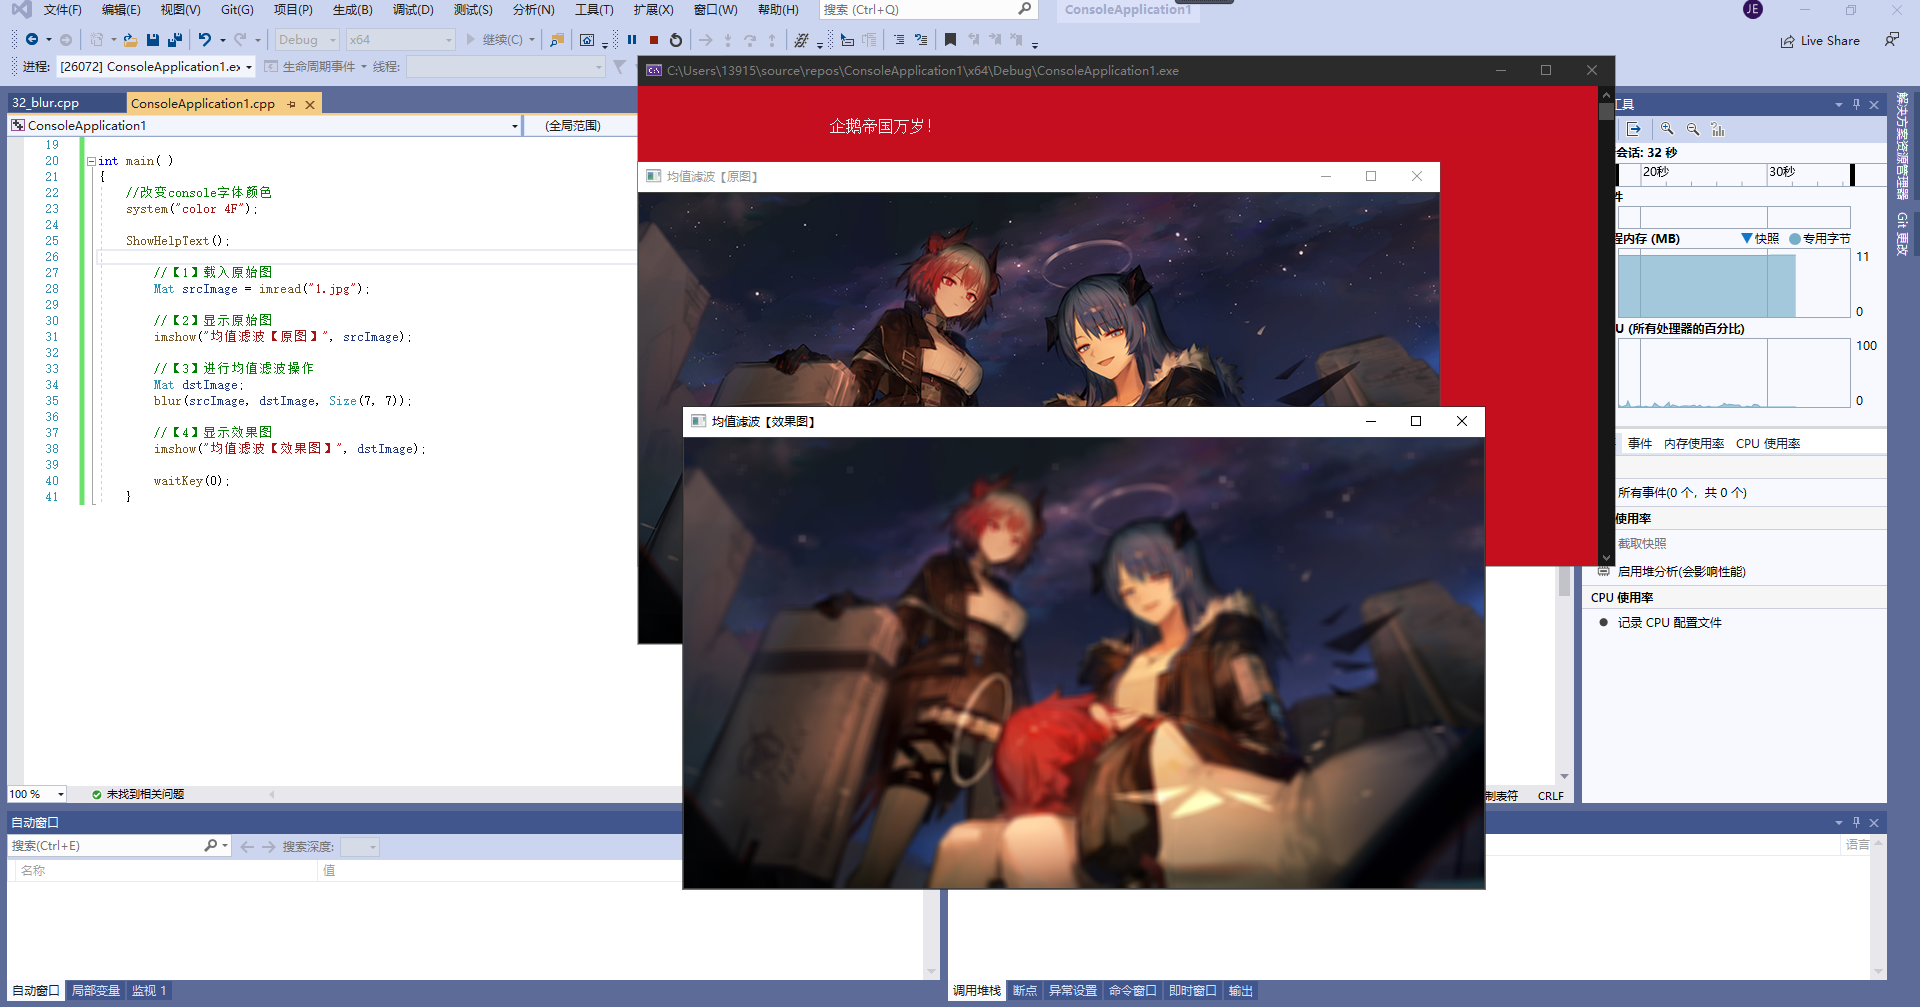 文件(F) 编辑(E) 视图(V) Git(G) 项目(P) 生成(B) 调试(D) 测试(S) 分析(N) 工具(T) 扩展(X) 窗口(W) 帮助(H) 搜索 (Ctrl+Q) ConsoleApplication1 JE
Debug x64 继续(C) Live Share
进程: [26072] ConsoleApplication1.ex 生命周期事件 线程:
C:\Users\13915\source\repos\ConsoleApplication1\x64\Debug\ConsoleApplication1.exe
32_blur.cpp ConsoleApplication1.cpp
ConsoleApplication1 (全局范围)
企鹅帝国万岁!
均值滤波【原图】
均值滤波【效果图】
19
20 int main( )
21 {
22 //改变console字体颜色
23 system("color 4F");
24
25 ShowHelpText();
26
27 //【1】载入原始图
28 Mat srcImage = imread("1.jpg");
29
30 //【2】显示原始图
31 imshow("均值滤波【原图】", srcImage);
32
33 //【3】进行均值滤波操作
34 Mat dstImage;
35 blur(srcImage, dstImage, Size(7, 7));
36
37 //【4】显示效果图
38 imshow("均值滤波【效果图】", dstImage);
39
40 waitKey(0);
41 }
100 % 未找到相关问题
制表符 CRLF
工具
会话: 32 秒
20秒 30秒
件
程内存 (MB) 快照 专用字节
11
0
U (所有处理器的百分比)
100
0
事件 内存使用率 CPU 使用率
所有事件(0 个，共 0 个)
使用率
截取快照
启用堆分析(会影响性能)
CPU 使用率
记录 CPU 配置文件
解决方案资源管理器
Git 更改
自动窗口
搜索(Ctrl+E) 搜索深度:
名称 值
语言
自动窗口 局部变量 监视 1
调用堆栈 断点 异常设置 命令窗口 即时窗口 输出